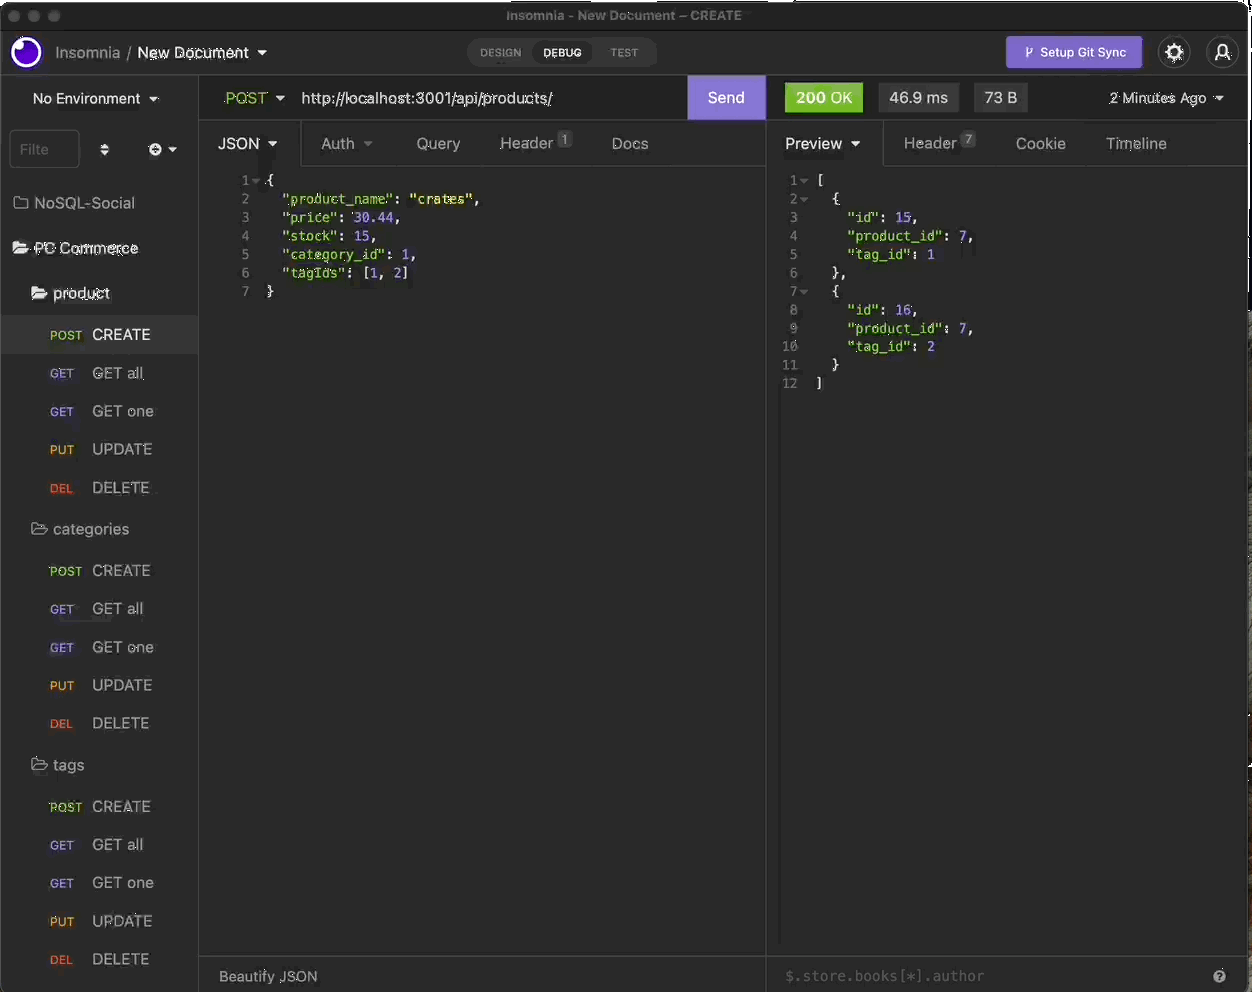 Insomnia - New Document – CREATE
Insomnia / New Document
DESIGN DEBUG TEST
Setup Git Sync
No Environment
POST http://localhost:3001/api/products/ Send
200 OK 46.9 ms 73 B 2 Minutes Ago
Filte
JSON Auth Query Header 1 Docs
Preview Header 7 Cookie Timeline
NoSQL-Social
PC Commerce
product
POST CREATE
GET GET all
GET GET one
PUT UPDATE
DEL DELETE
categories
POST CREATE
GET GET all
GET GET one
PUT UPDATE
DEL DELETE
tags
POST CREATE
GET GET all
GET GET one
PUT UPDATE
DEL DELETE
1 {
2 "product_name": "crates",
3 "price": 30.44,
4 "stock": 15,
5 "category_id": 1,
6 "tagIds": [1, 2]
7 }
1 [
2 {
3 "id": 15,
4 "product_id": 7,
5 "tag_id": 1
6 },
7 {
8 "id": 16,
9 "product_id": 7,
10 "tag_id": 2
11 }
12 ]
Beautify JSON
$.store.books[*].author